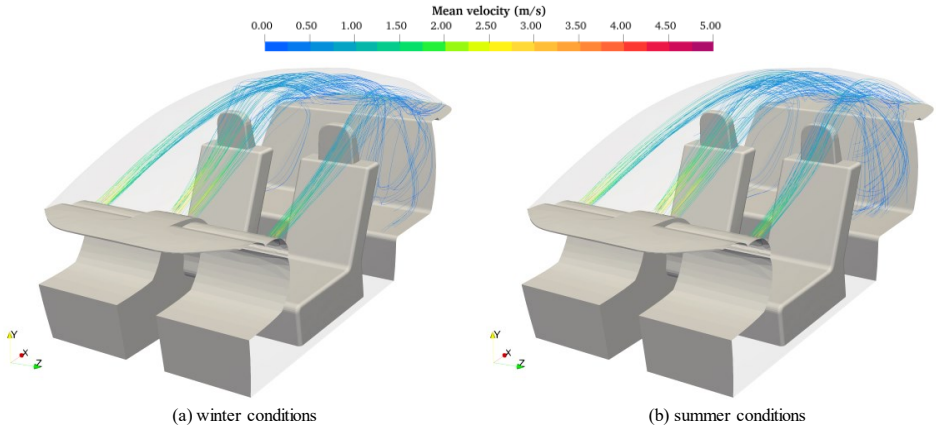 Mean velocity (m/s)
0.00 0.50 1.00 1.50 2.00 2.50 3.00 3.50 4.00 4.50 5.00
Y
X
Z
Y
X
Z
(a) winter conditions
(b) summer conditions